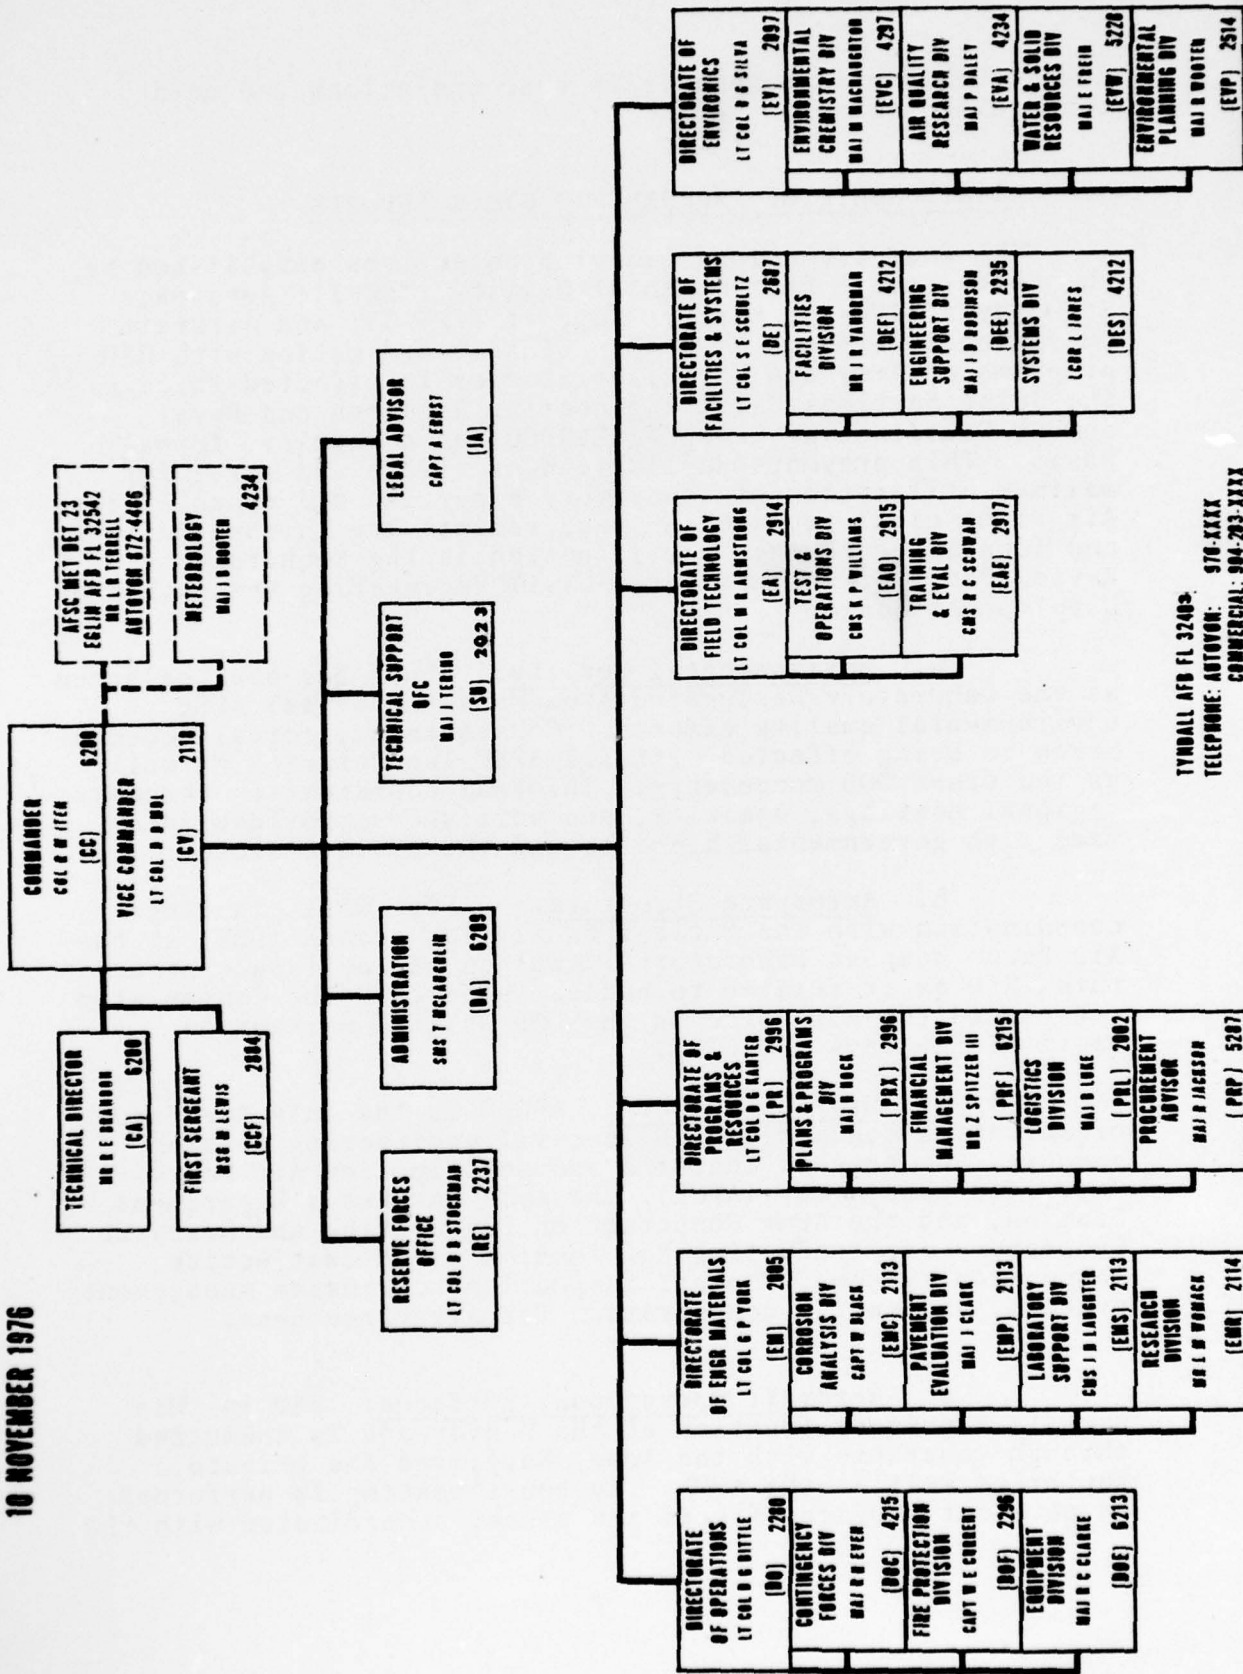 10 NOVEMBER 1976
COMMANDER
COL R M ITEN
(CC) 6200
VICE COMMANDER
(CV) 2118
TECHNICAL DIRECTOR
MR R E BRANDON
(CA) 6200
FIRST SERGEANT
MSG M LEWIS
(CCF) 2884
AFSC MET DET 23
EGLIN AFB FL 32542
MR L R TERRELL
AUTOVON 872-4486
METEOROLOGY
4234
RESERVE FORCES
OFFICE
LT COL D D STOCKMAN
(RE) 2237
ADMINISTRATION
SMS T MCLAUGHLIN
(DA) 6209
TECHNICAL SUPPORT
OFC
MAJ J TERINO
(SU) 2023
LEGAL ADVISOR
CAPT A ERNST
(JA)
DIRECTORATE
OF OPERATIONS
(DO) 2280
CONTINGENCY
FORCES DIV
(DOC) 4215
FIRE PROTECTION
DIVISION
CAPT W E CURRENT
(DOF) 2296
EQUIPMENT
DIVISION
MAJ R C CLARKE
(DOE) 6213
DIRECTORATE
OF ENGR MATERIALS
LT COL G YORK
(EM) 2005
CORROSION
ANALYSIS DIV
CAPT W BLACK
(EMC) 2113
PAVEMENT
EVALUATION DIV
MAJ J CLARK
(EMP) 2113
LABORATORY
SUPPORT DIV
CMS J D LAUGHTER
(EMS) 2113
RESEARCH
DIVISION
MR L M WOMACK
(EMR) 2114
DIRECTORATE OF
PROGRAMS &
RESOURCES
LT COL D G KANTER
(PR) 2996
PLANS & PROGRAMS
DIV
MAJ D HOCK
(PRX) 2996
FINANCIAL
MANAGEMENT DIV
MR Z SPITZER III
(PRF) 6215
LOGISTICS
DIVISION
MAJ D LUKE
(PRL) 2002
PROCUREMENT
ADVISOR
MAJ R JACKSON
(PRP) 5287
DIRECTORATE OF
FIELD TECHNOLOGY
LT COL W R ARMSTRONG
(EA) 2914
TEST &
OPERATIONS DIV
CMS K P WILLIAMS
(EAO) 2915
TRAINING
& EVAL DIV
CMS R C SCHWAN
(EAE) 2917
DIRECTORATE OF
FACILITIES & SYSTEMS
LT COL S E SCHULTZ
(DE) 2687
FACILITIES
DIVISION
MR J R VANORMAN
(DEF) 4212
ENGINEERING
SUPPORT DIV
MAJ J D ROBINSON
(DEE) 2235
SYSTEMS DIV
LCDR L JONES
(DES) 4212
DIRECTORATE OF
ENVIRONICS
LT COL D G SILVA
(EV) 2097
ENVIRONMENTAL
CHEMISTRY DIV
MAJ M MACNAUGHTON
(EVC) 4297
AIR QUALITY
RESEARCH DIV
MAJ P DALEY
(EVA) 4234
WATER & SOLID
RESOURCES DIV
MAJ E FREIN
(EVW) 5228
ENVIRONMENTAL
PLANNING DIV
MAJ R WOOTEN
(EVP) 2514
TYNDALL AFB FL 32403
TELEPHONE: AUTOVON: 970-XXXX
COMMERCIAL: 904-283-XXXX